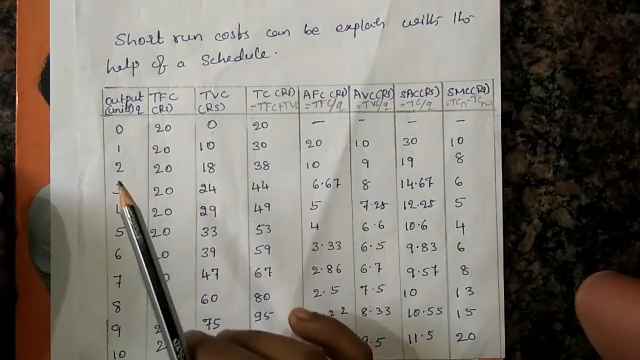 Short run costs can be explain with the
help of a schedule.
output (units) q TFC (RS) TVC (RS) TC (RS) =TFC+TVC AFC (RS) =TFC/q AVC (RS) =TVC/q SAC (RS) =TC/q SMC (RS) =TCn-TCn-1
0 20 0 20 — — — —
1 20 10 30 20 10 30 10
2 20 18 38 10 9 19 8
3 20 24 44 6.67 8 14.67 6
20 29 49 5 7.25 12.25 5
5 20 33 53 4 6.6 10.6 4
6 39 59 3.33 6.5 9.83 6
7 47 67 2.86 6.7 9.57 8
8 60 80 2.5 7.5 10 13
9 75 95 8.33 10.55 15
10 11.5 20